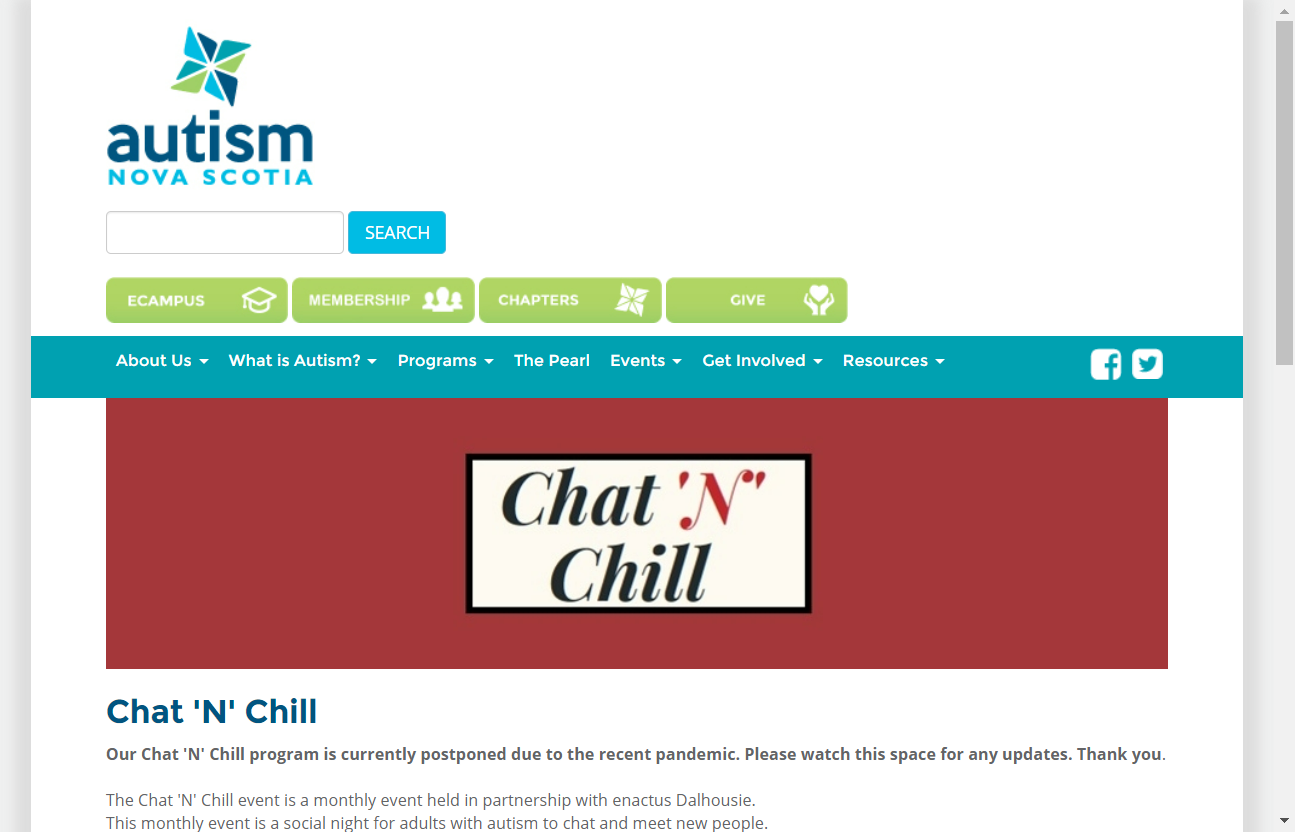 autism
NOVA SCOTIA
SEARCH
ECAMPUS MEMBERSHIP CHAPTERS GIVE
About Us What is Autism? Programs The Pearl Events Get Involved Resources
Chat 'N"
Chill
Chat 'N' Chill
Our Chat 'N' Chill program is currently postponed due to the recent pandemic. Please watch this space for any updates. Thank you.
The Chat 'N' Chill event is a monthly event held in partnership with enactus Dalhousie.
This monthly event is a social night for adults with autism to chat and meet new people.